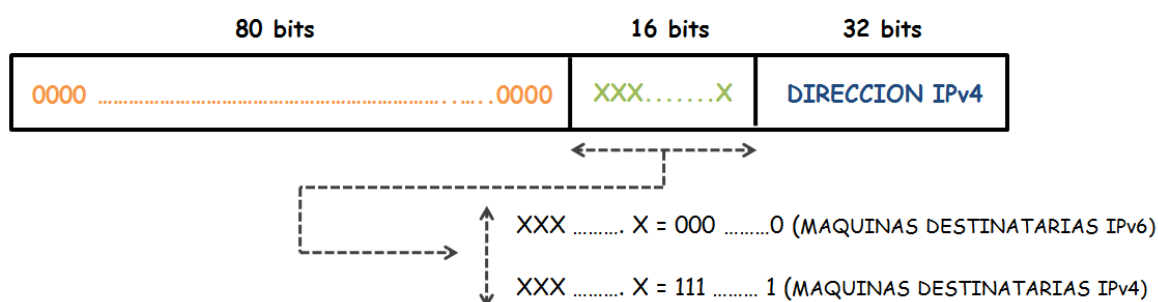 80 bits 16 bits 32 bits
0000 ……………………………………………………………..…..0000 XXX.......X DIRECCION IPv4
XXX ………. X = 000 ………0 (MAQUINAS DESTINATARIAS IPv6)
XXX ………. X = 111 ……… 1 (MAQUINAS DESTINATARIAS IPv4)